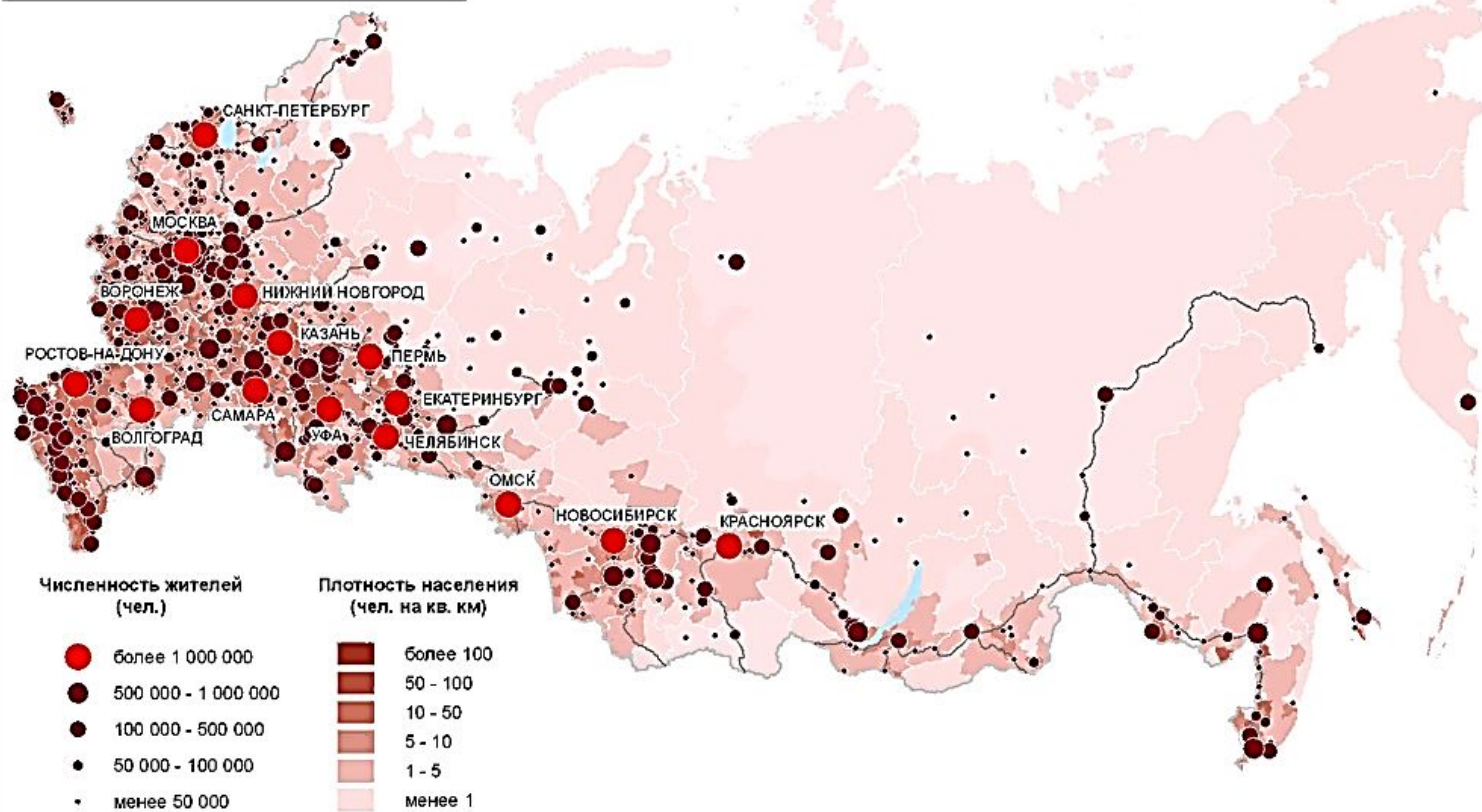 САНКТ-ПЕТЕРБУРГ
МОСКВА
ВОРОНЕЖ
НИЖНИЙ НОВГОРОД
КАЗАНЬ
РОСТОВ-НА-ДОНУ
ПЕРМЬ
ЕКАТЕРИНБУРГ
САМАРА
ВОЛГОГРАД
УФА
ЧЕЛЯБИНСК
ОМСК
НОВОСИБИРСК
КРАСНОЯРСК
Численность жителей
(чел.)
более 1 000 000
500 000 - 1 000 000
100 000 - 500 000
50 000 - 100 000
менее 50 000
Плотность населения
(чел. на кв. км)
более 100
50 - 100
10 - 50
5 - 10
1 - 5
менее 1